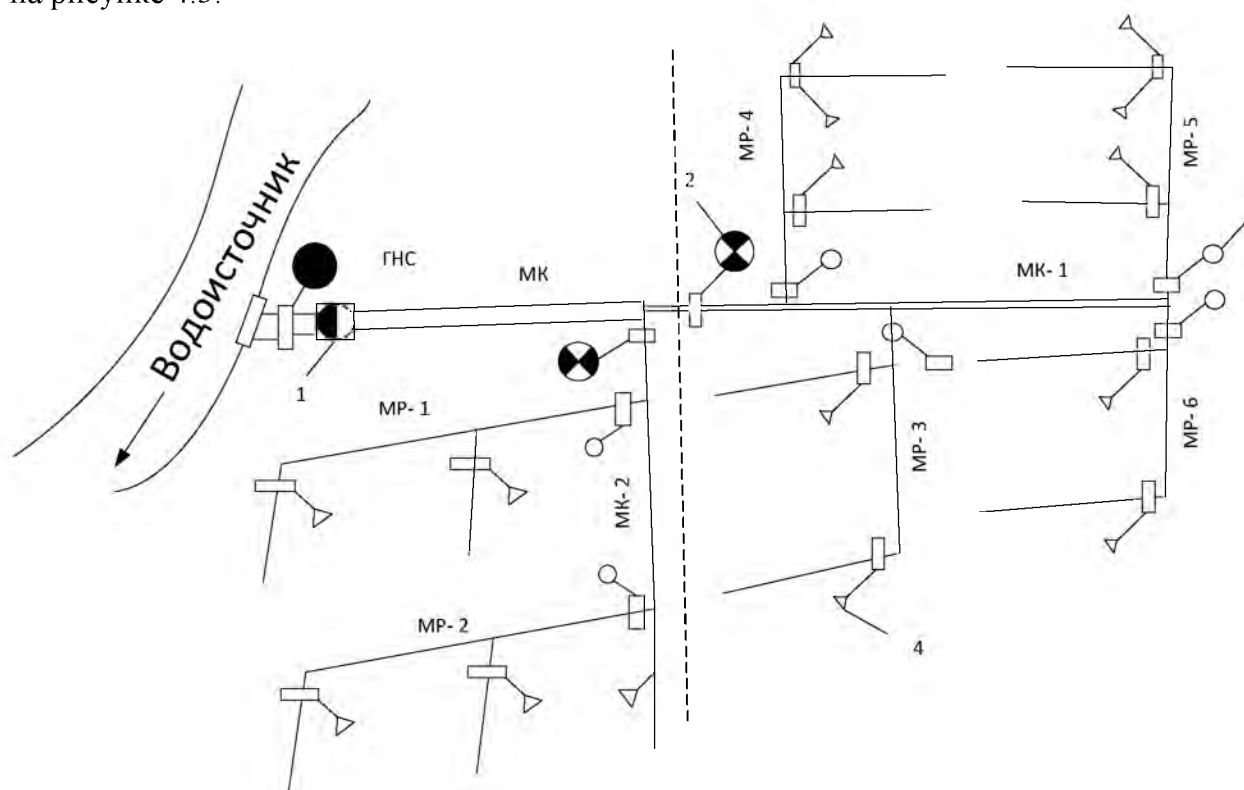 на рисунке 4.5.
МР- 4
МР- 5
2
Водоисточник
ГНС
МК
МК- 1
1
МР- 1
МК- 2
МР- 3
МР- 6
МР- 2
4